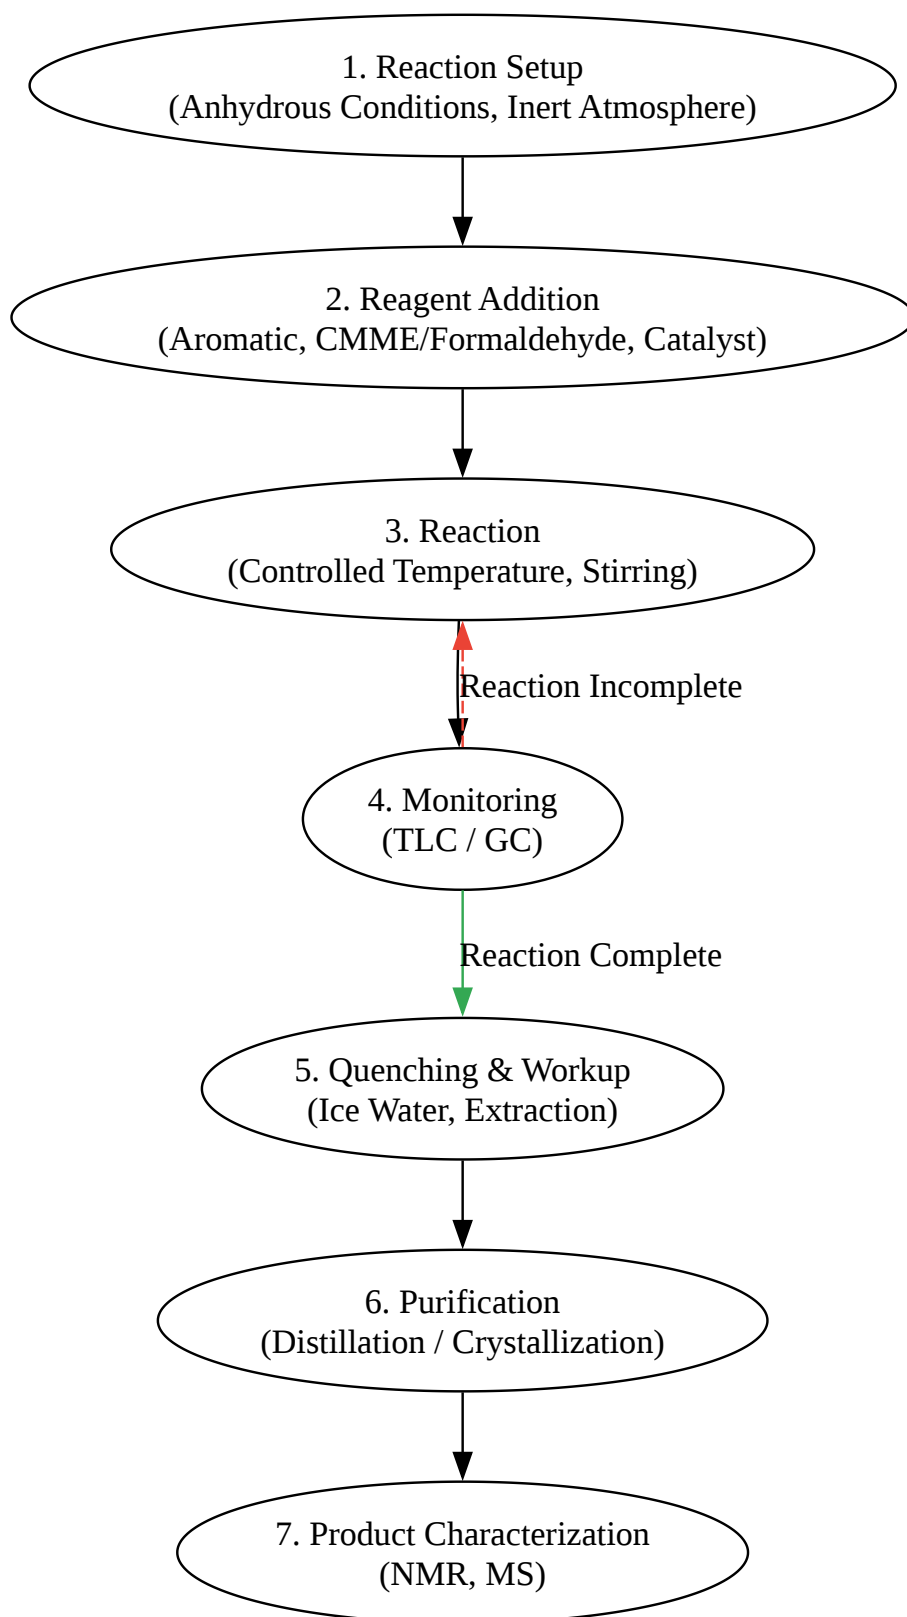 1. Reaction Setup
(Anhydrous Conditions, Inert Atmosphere)
2. Reagent Addition
(Aromatic, CMME/Formaldehyde, Catalyst)
3. Reaction
(Controlled Temperature, Stirring)
Reaction Incomplete
4. Monitoring
(TLC / GC)
Reaction Complete
5. Quenching & Workup
(Ice Water, Extraction)
6. Purification
(Distillation / Crystallization)
7. Product Characterization
(NMR, MS)